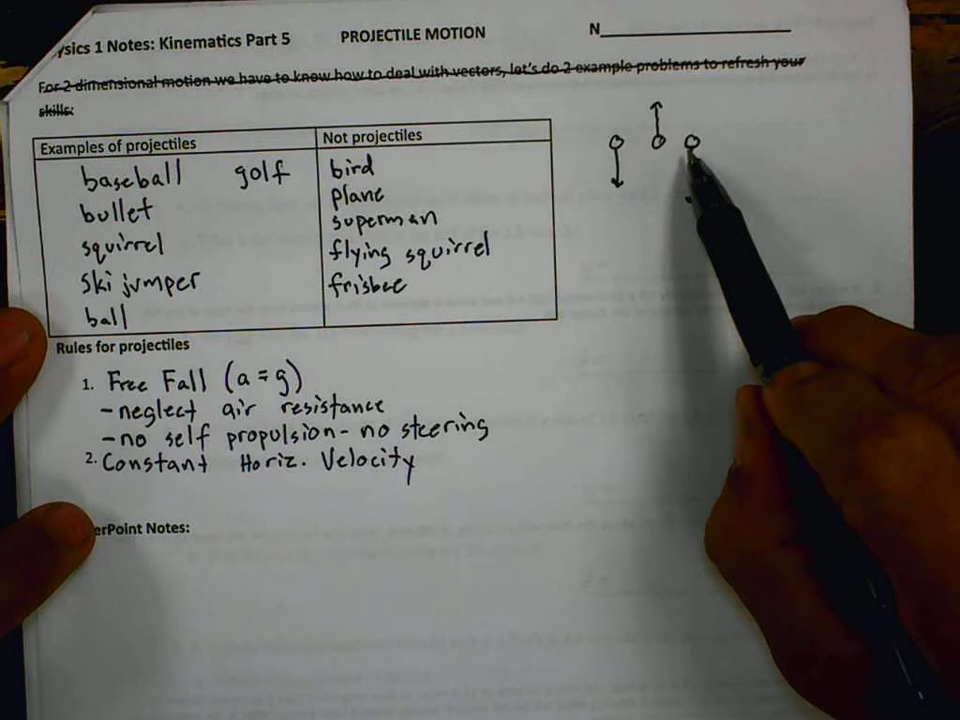 ysics 1 Notes: Kinematics Part 5 PROJECTILE MOTION N
For 2 dimensional motion we have to know how to deal with vectors, let's do 2 example problems to refresh your
skills:
Examples of projectiles Not projectiles
baseball golf bird
bullet plane
squirrel superman
ski jumper flying squirrel
ball frisbee
Rules for projectiles
1. Free Fall (a = g)
- neglect air resistance
- no self propulsion - no steering
2. Constant Horiz. Velocity
erPoint Notes: